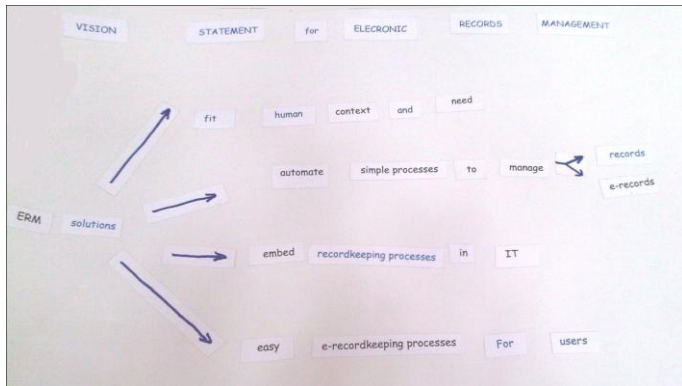 VISION STATEMENT for ELECRONIC RECORDS MANAGEMENT
fit human context and need
automate simple processes to manage records
e-records
ERM solutions
embed recordkeeping processes in IT
easy e-recordkeeping processes For users